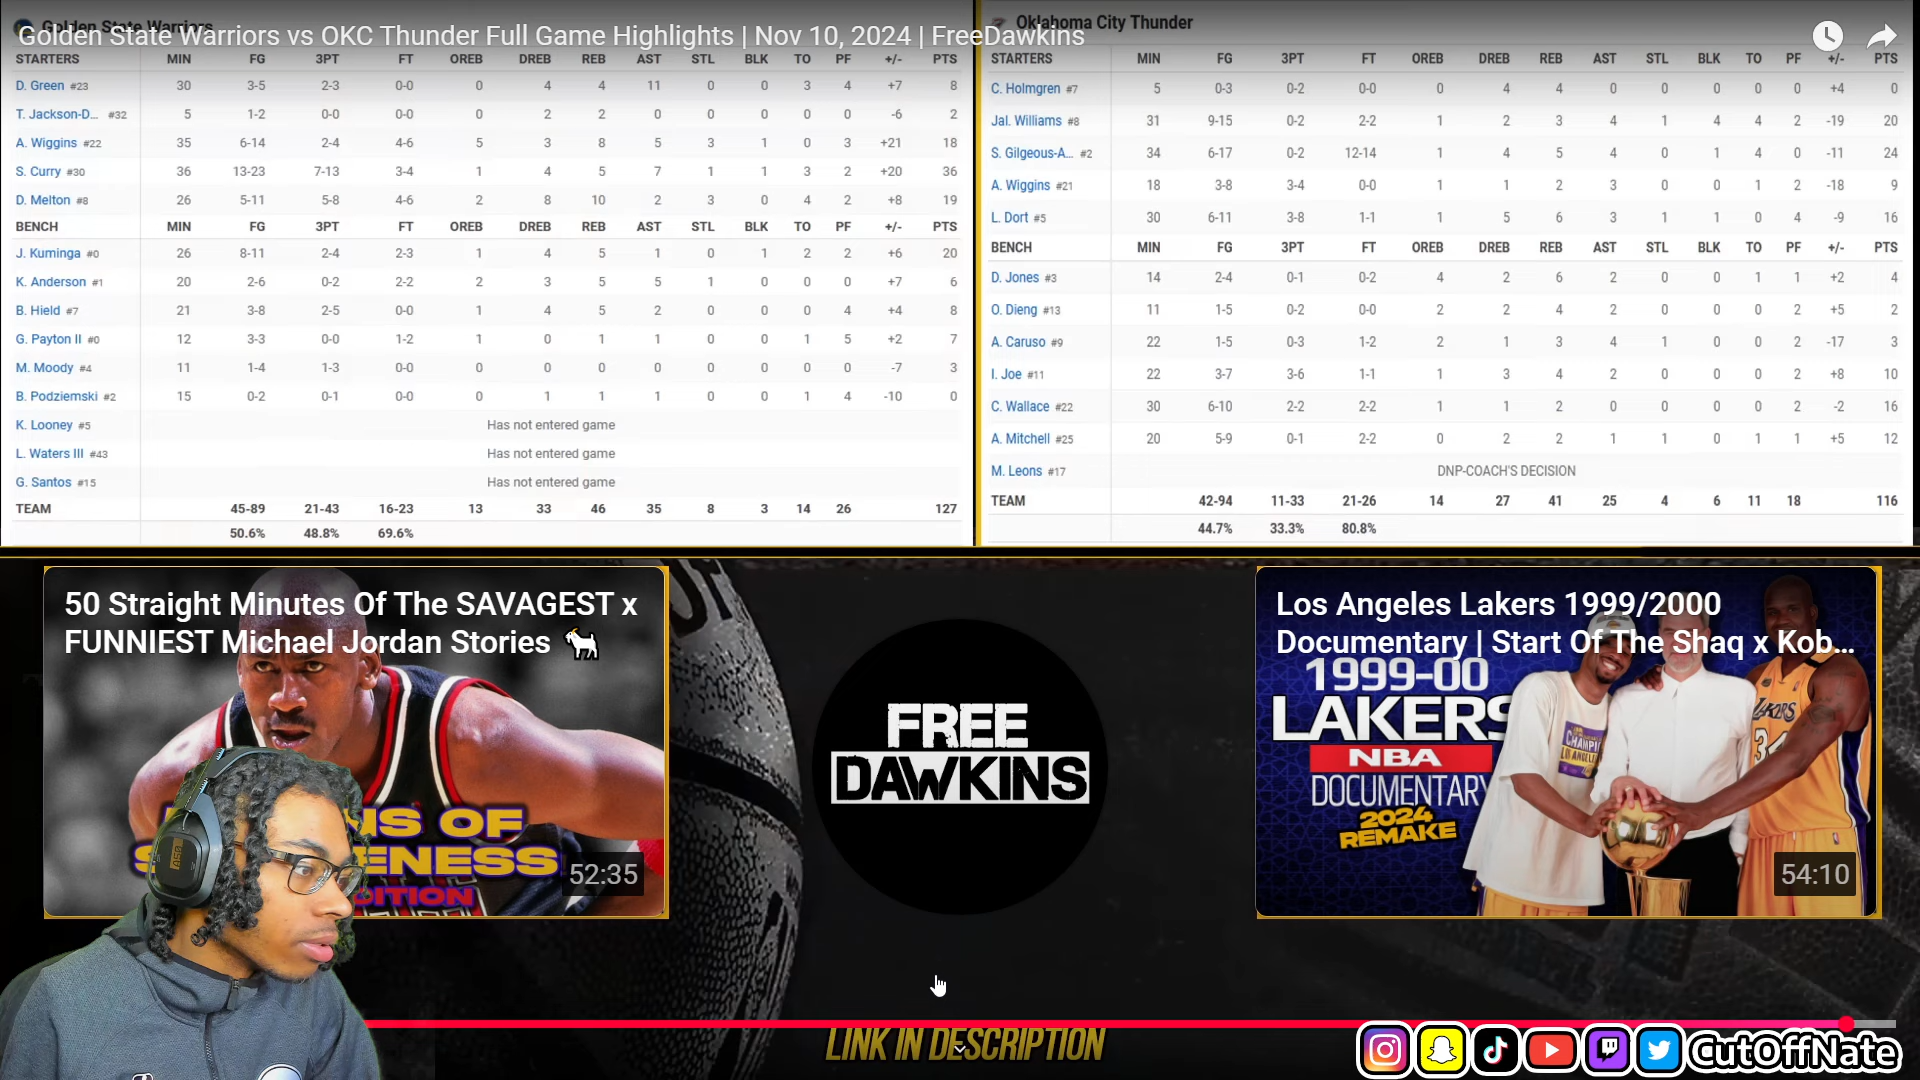 Golden State Warriors
Golden State Warriors vs OKC Thunder Full Game Highlights | Nov 10, 2024 | FreeDawkins
STARTERS MIN FG 3PT FT OREB DREB REB AST STL BLK TO PF +/- PTS
D. Green #23 30 3-5 2-3 0-0 0 4 4 11 0 0 3 4 +7 8
T. Jackson-D... #32 5 1-2 0-0 0-0 0 2 2 0 0 0 0 0 -6 2
A. Wiggins #22 35 6-14 2-4 4-6 5 3 8 5 3 1 0 3 +21 18
S. Curry #30 36 13-23 7-13 3-4 1 4 5 7 1 1 3 2 +20 36
D. Melton #8 26 5-11 5-8 4-6 2 8 10 2 3 0 4 2 +8 19
BENCH MIN FG 3PT FT OREB DREB REB AST STL BLK TO PF +/- PTS
J. Kuminga #0 26 8-11 2-4 2-3 1 4 5 1 0 1 2 2 +6 20
K. Anderson #1 20 2-6 0-2 2-2 2 3 5 5 1 0 0 0 +7 6
B. Hield #7 21 3-8 2-5 0-0 1 4 5 2 0 0 0 4 +4 8
G. Payton II #0 12 3-3 0-0 1-2 1 0 1 1 0 0 1 5 +2 7
M. Moody #4 11 1-4 1-3 0-0 0 0 0 0 0 0 0 0 -7 3
B. Podziemski #2 15 0-2 0-1 0-0 0 1 1 1 0 0 1 4 -10 0
K. Looney #5 Has not entered game
L. Waters III #43 Has not entered game
G. Santos #15 Has not entered game
TEAM 45-89 21-43 16-23 13 33 46 35 8 3 14 26 127
50.6% 48.8% 69.6%
Oklahoma City Thunder
STARTERS MIN FG 3PT FT OREB DREB REB AST STL BLK TO PF +/- PTS
C. Holmgren #7 5 0-3 0-2 0-0 0 4 4 0 0 0 0 0 +4 0
Jal. Williams #8 31 9-15 0-2 2-2 1 2 3 4 1 4 4 2 -19 20
S. Gilgeous-A... #2 34 6-17 0-2 12-14 1 4 5 4 0 1 4 0 -11 24
A. Wiggins #21 18 3-8 3-4 0-0 1 1 2 3 0 0 1 2 -18 9
L. Dort #5 30 6-11 3-8 1-1 1 5 6 3 1 1 0 4 -9 16
BENCH MIN FG 3PT FT OREB DREB REB AST STL BLK TO PF +/- PTS
D. Jones #3 14 2-4 0-1 0-2 4 2 6 2 0 0 1 1 +2 4
O. Dieng #13 11 1-5 0-2 0-0 2 2 4 0 0 0 0 2 +5 2
A. Caruso #9 22 1-5 0-3 1-2 2 1 3 4 1 0 0 2 -17 3
I. Joe #11 22 3-7 3-6 1-1 1 3 4 2 0 0 0 2 +8 10
C. Wallace #22 30 6-10 2-2 2-2 1 1 2 0 0 0 0 2 -2 16
A. Mitchell #25 20 5-9 0-1 2-2 0 2 2 1 1 0 1 1 +5 12
M. Leons #17 DNP-COACH'S DECISION
TEAM 42-94 11-33 21-26 14 27 41 25 4 6 11 18 116
44.7% 33.3% 80.8%
50 Straight Minutes Of The SAVAGEST x
FUNNIEST Michael Jordan Stories
OF
DITION
52:35
FREE
DAWKINS
Los Angeles Lakers 1999/2000
Documentary | Start Of The Shaq x Kob...
1999-00
LAKERS
NBA
DOCUMENTARY
2024
REMAKE
LAKERS
54:10
LINK IN DESCRIPTION
CutOffNate